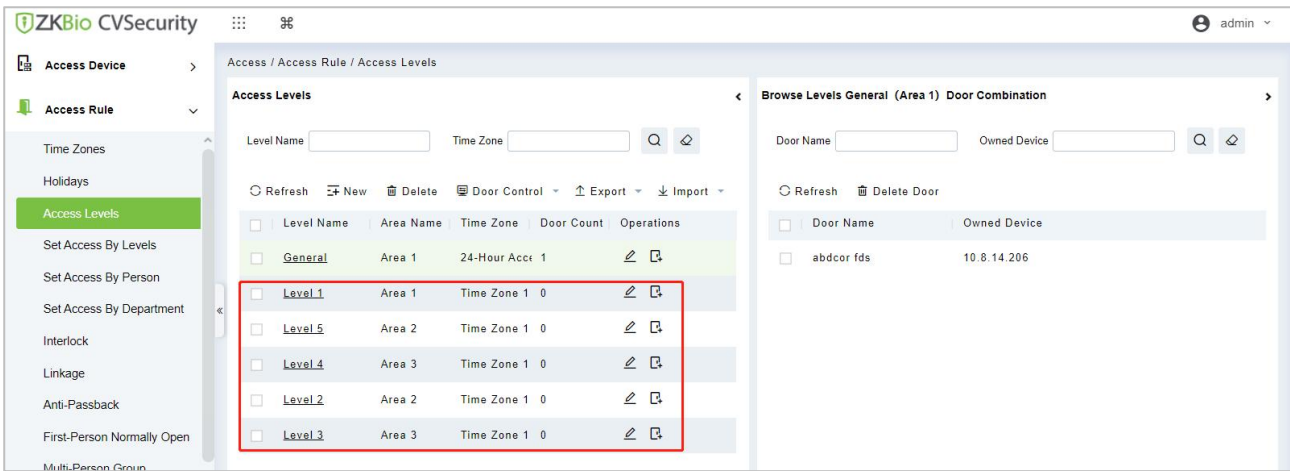 ZKBio CVSecurity
admin
Access Device
Access Rule
Time Zones
Holidays
Access Levels
Set Access By Levels
Set Access By Person
Set Access By Department
Interlock
Linkage
Anti-Passback
First-Person Normally Open
Multi-Person Group
Access / Access Rule / Access Levels
Access Levels
Level Name Time Zone
Refresh New Delete Door Control Export Import
Level Name Area Name Time Zone Door Count Operations
General Area 1 24-Hour Acce 1
Level 1 Area 1 Time Zone 1 0
Level 5 Area 2 Time Zone 1 0
Level 4 Area 3 Time Zone 1 0
Level 2 Area 2 Time Zone 1 0
Level 3 Area 3 Time Zone 1 0
Browse Levels General (Area 1) Door Combination
Door Name Owned Device
Refresh Delete Door
Door Name Owned Device
abdcor fds 10.8.14.206